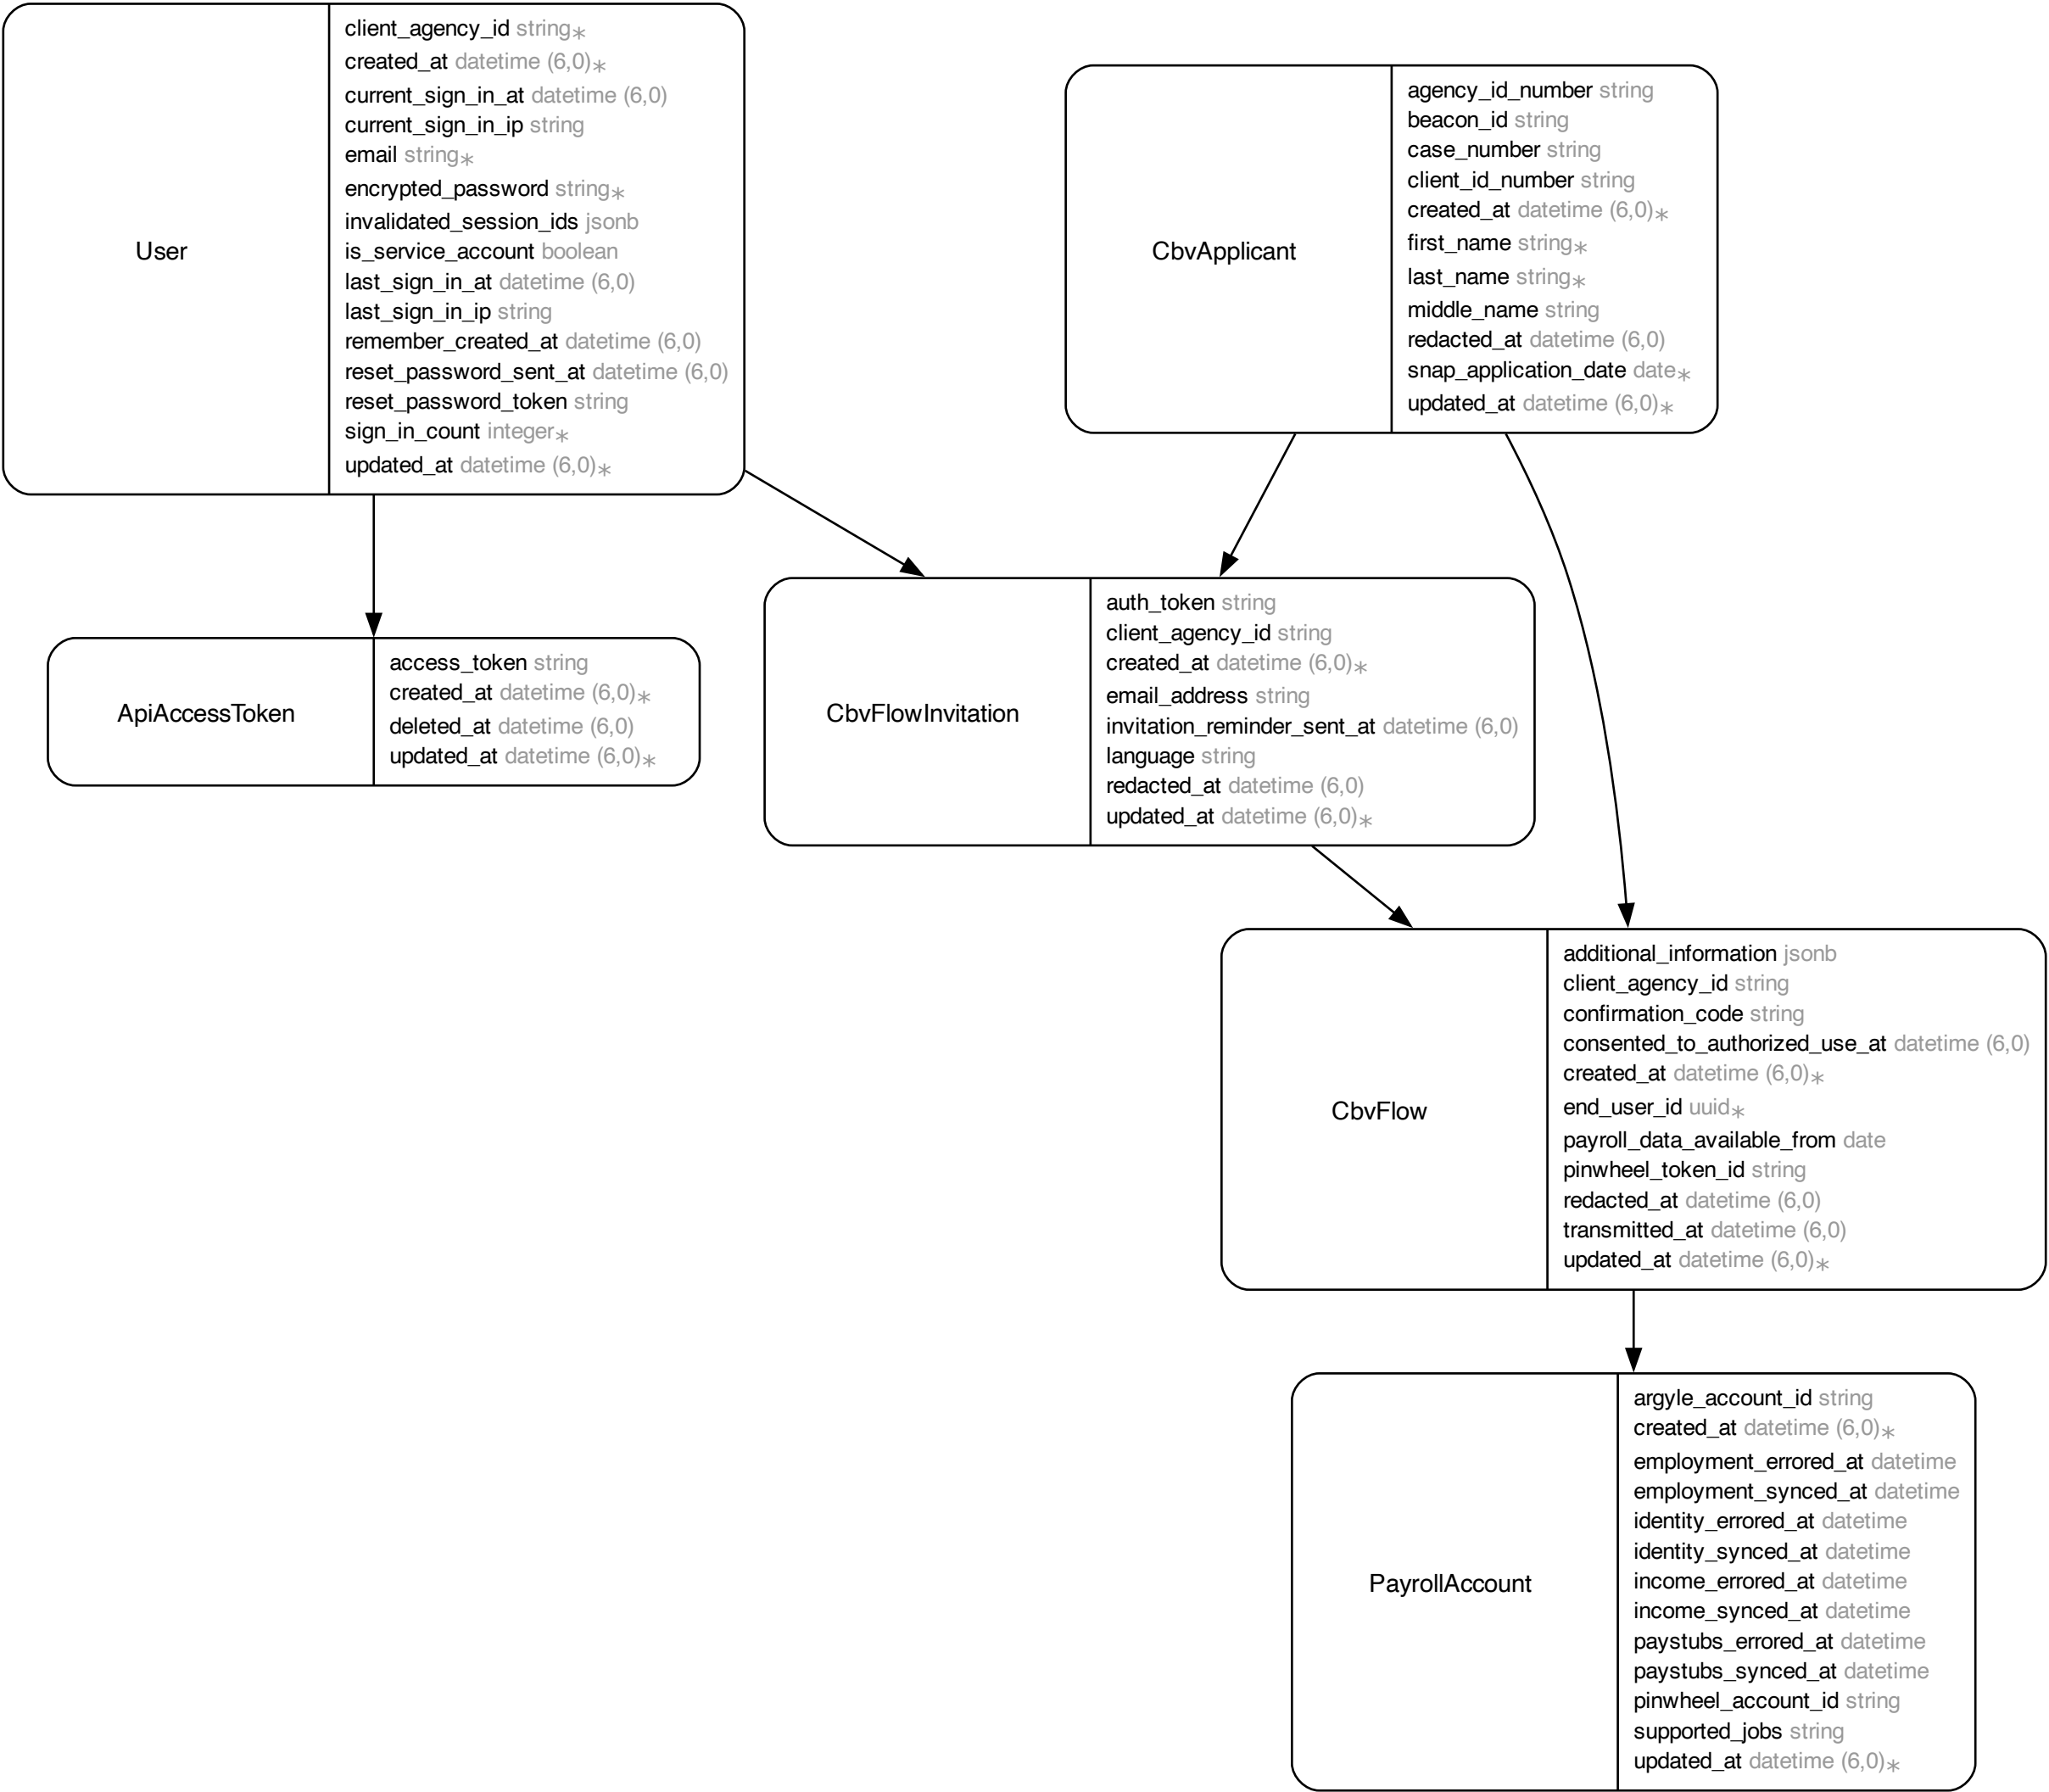 User
client_agency_id string*
created_at datetime (6,0)*
current_sign_in_at datetime (6,0)
current_sign_in_ip string
email string*
encrypted_password string*
invalidated_session_ids jsonb
is_service_account boolean
last_sign_in_at datetime (6,0)
last_sign_in_ip string
remember_created_at datetime (6,0)
reset_password_sent_at datetime (6,0)
reset_password_token string
sign_in_count integer*
updated_at datetime (6,0)*
CbvApplicant
agency_id_number string
beacon_id string
case_number string
client_id_number string
created_at datetime (6,0)*
first_name string*
last_name string*
middle_name string
redacted_at datetime (6,0)
snap_application_date date*
updated_at datetime (6,0)*
ApiAccessToken
access_token string
created_at datetime (6,0)*
deleted_at datetime (6,0)
updated_at datetime (6,0)*
CbvFlowInvitation
auth_token string
client_agency_id string
created_at datetime (6,0)*
email_address string
invitation_reminder_sent_at datetime (6,0)
language string
redacted_at datetime (6,0)
updated_at datetime (6,0)*
CbvFlow
additional_information jsonb
client_agency_id string
confirmation_code string
consented_to_authorized_use_at datetime (6,0)
created_at datetime (6,0)*
end_user_id uuid*
payroll_data_available_from date
pinwheel_token_id string
redacted_at datetime (6,0)
transmitted_at datetime (6,0)
updated_at datetime (6,0)*
PayrollAccount
argyle_account_id string
created_at datetime (6,0)*
employment_errored_at datetime
employment_synced_at datetime
identity_errored_at datetime
identity_synced_at datetime
income_errored_at datetime
income_synced_at datetime
paystubs_errored_at datetime
paystubs_synced_at datetime
pinwheel_account_id string
supported_jobs string
updated_at datetime (6,0)*